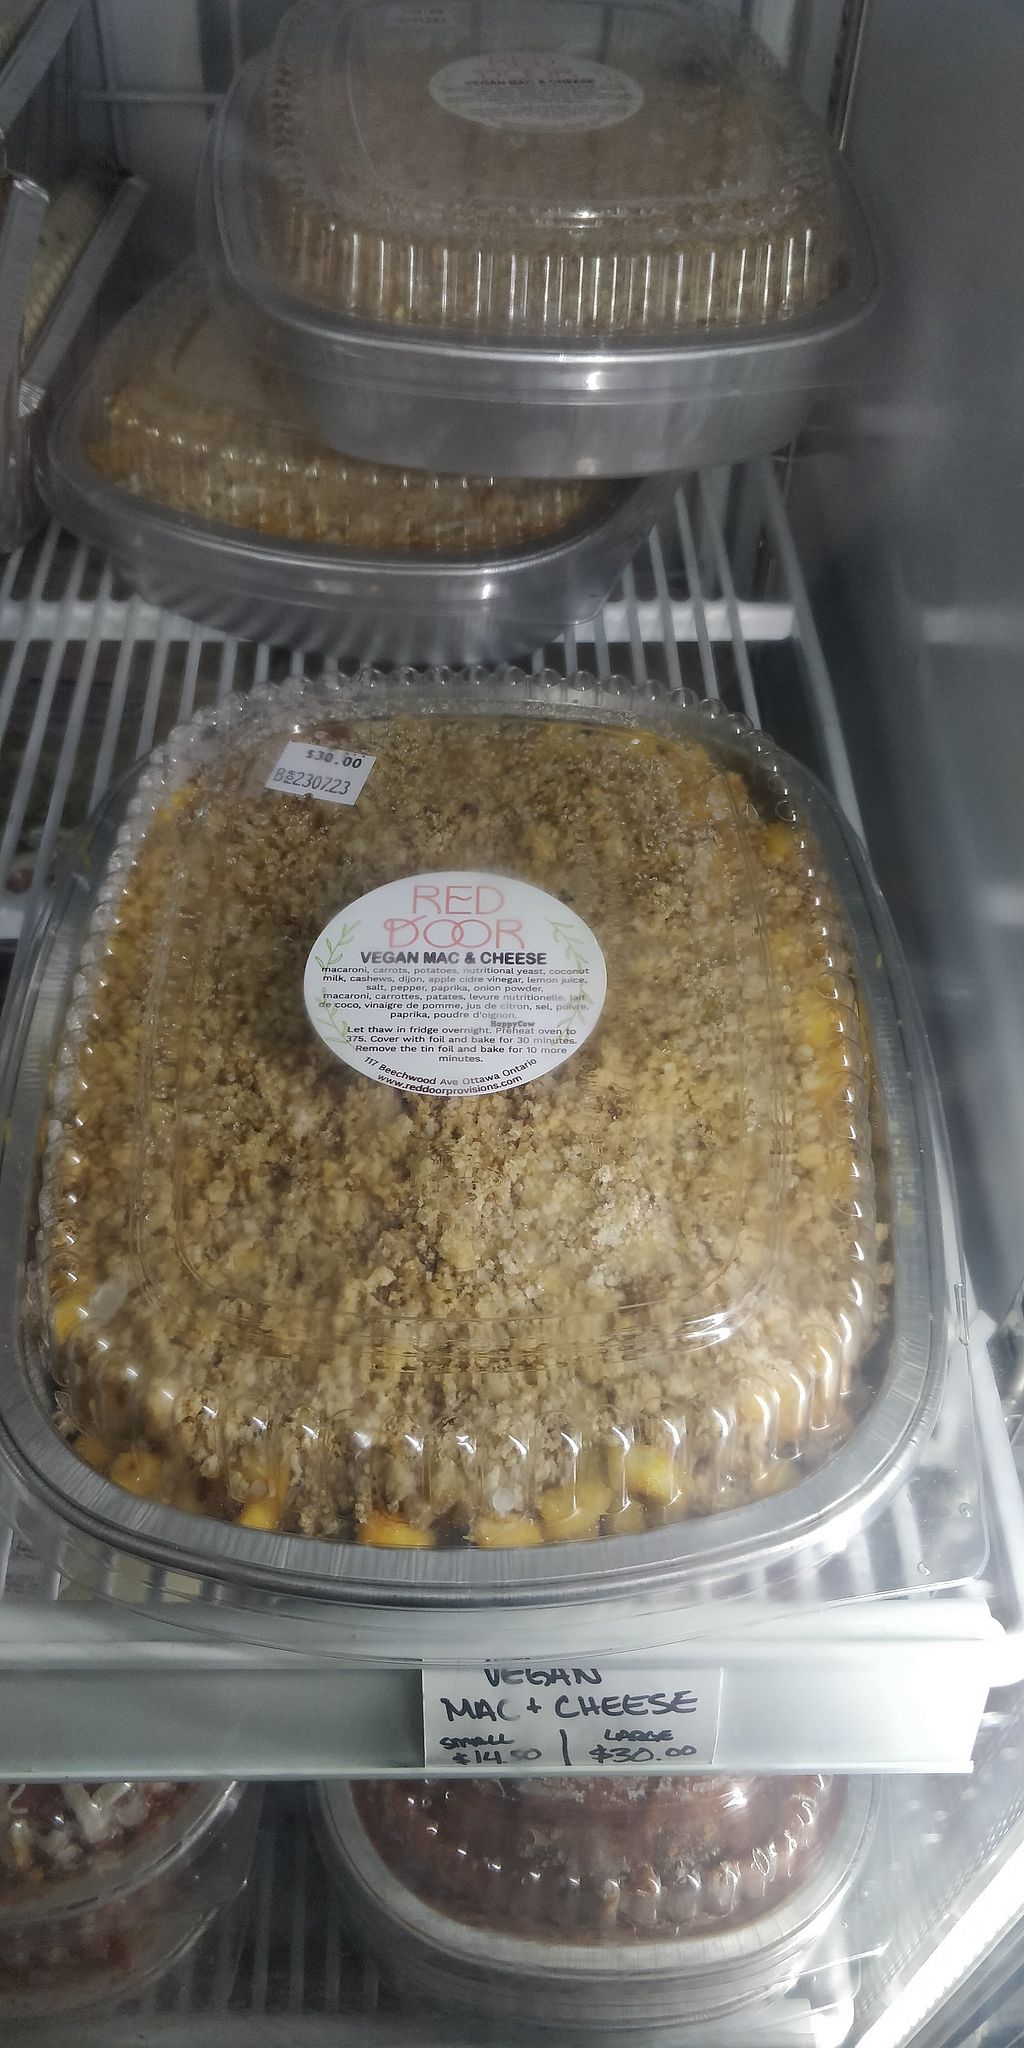 VEGAN MAC & CHEESE
$30.00
BB 230723
RED
DOOR
VEGAN MAC & CHEESE
macaroni, carrots, potatoes, nutritional yeast, coconut
milk, cashews, dijon, apple cidre vinegar, lemon juice,
salt, pepper, paprika, onion powder.
macaroni, carrottes, patates, levure nutritionelle, lait
de coco, vinaigre de pomme, jus de citron, sel, poivre,
paprika, poudre d'oignon.
HappyCow
Let thaw in fridge overnight. Preheat oven to
375. Cover with foil and bake for 30 minutes.
Remove the tin foil and bake for 10 more
minutes.
117 Beechwood Ave Ottawa Ontario
www.reddoorprovisions.com
VEGAN
MAC + CHEESE
SMALL | LARGE
$14.50 | $30.00